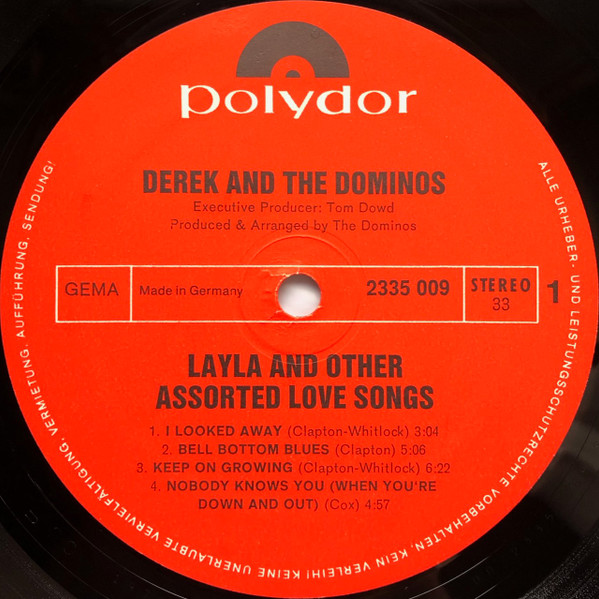 polydor
DEREK AND THE DOMINOS
Executive Producer: Tom Dowd
Produced & Arranged by The Dominos
GEMA
Made in Germany
2335 009
STEREO
33
1
LAYLA AND OTHER
ASSORTED LOVE SONGS
1. I LOOKED AWAY (Clapton-Whitlock) 3:04
2. BELL BOTTOM BLUES (Clapton) 5:06
3. KEEP ON GROWING (Clapton-Whitlock) 6:22
4. NOBODY KNOWS YOU (WHEN YOU'RE
DOWN AND OUT) (Cox) 4:57
ALLE URHEBER- UND LEISTUNGSSCHUTZRECHTE VORBEHALTEN. KEIN VERLEIH! KEINE UNERLAUBTE VERVIELFÄLTIGUNG, VERMIETUNG, AUFFÜHRUNG, SENDUNG!